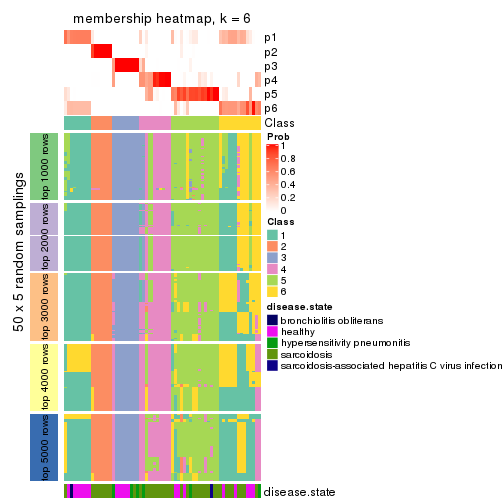 membership heatmap, k = 6
p1
p2
p3
p4
p5
p6
Class
50 x 5 random samplings
top 1000 rows
top 2000 rows
top 3000 rows
top 4000 rows
top 5000 rows
disease.state
Prob
1
0.8
0.6
0.4
0.2
0
Class
1
2
3
4
5
6
disease.state
bronchiolitis obliterans
healthy
hypersensitivity pneumonitis
sarcoidosis
sarcoidosis-associated hepatitis C virus infection